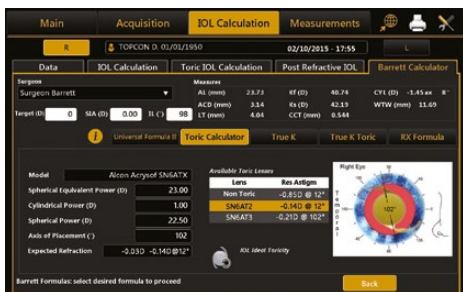 Main Acquisition IOL Calculation Measurements
R TOPCON D. 01/01/1950 02/10/2015 - 17:55 L
Data IOL Calculation Toric IOL Calculation Post Refractive IOL Barrett Calculator
Surgeon Measures
Surgeon Barrett AL (mm) 23.73 Kf (D) 40.74 CYL (D) -1.45 ax 8°
ACD (mm) 3.14 Ks (D) 42.19 WTW (mm) 11.69
Target (D) 0 SIA (D) 0.00 IL (°) 98 LT (mm) 4.04 CCT (mm) 0.544
i Universal Formula II Toric Calculator True K True K Toric RX Formula
Model Alcon Acrysof SN6ATX
Spherical Equivalent Power (D) 23.00
Cylindrical Power (D) 1.00
Spherical Power (D) 22.50
Axis of Placement (°) 102
Expected Refraction -0.03D -0.14D@12°
Available Toric Lenses
Lens Res Astigm
Non Toric -0.85D @ 12°
SN6AT2 -0.14D @ 12°
SN6AT3 -0.21D @ 102°
IOL Ideal Toricity
Right Eye
Temporal
102°
Barrett Formulas: select desired formula to proceed Back